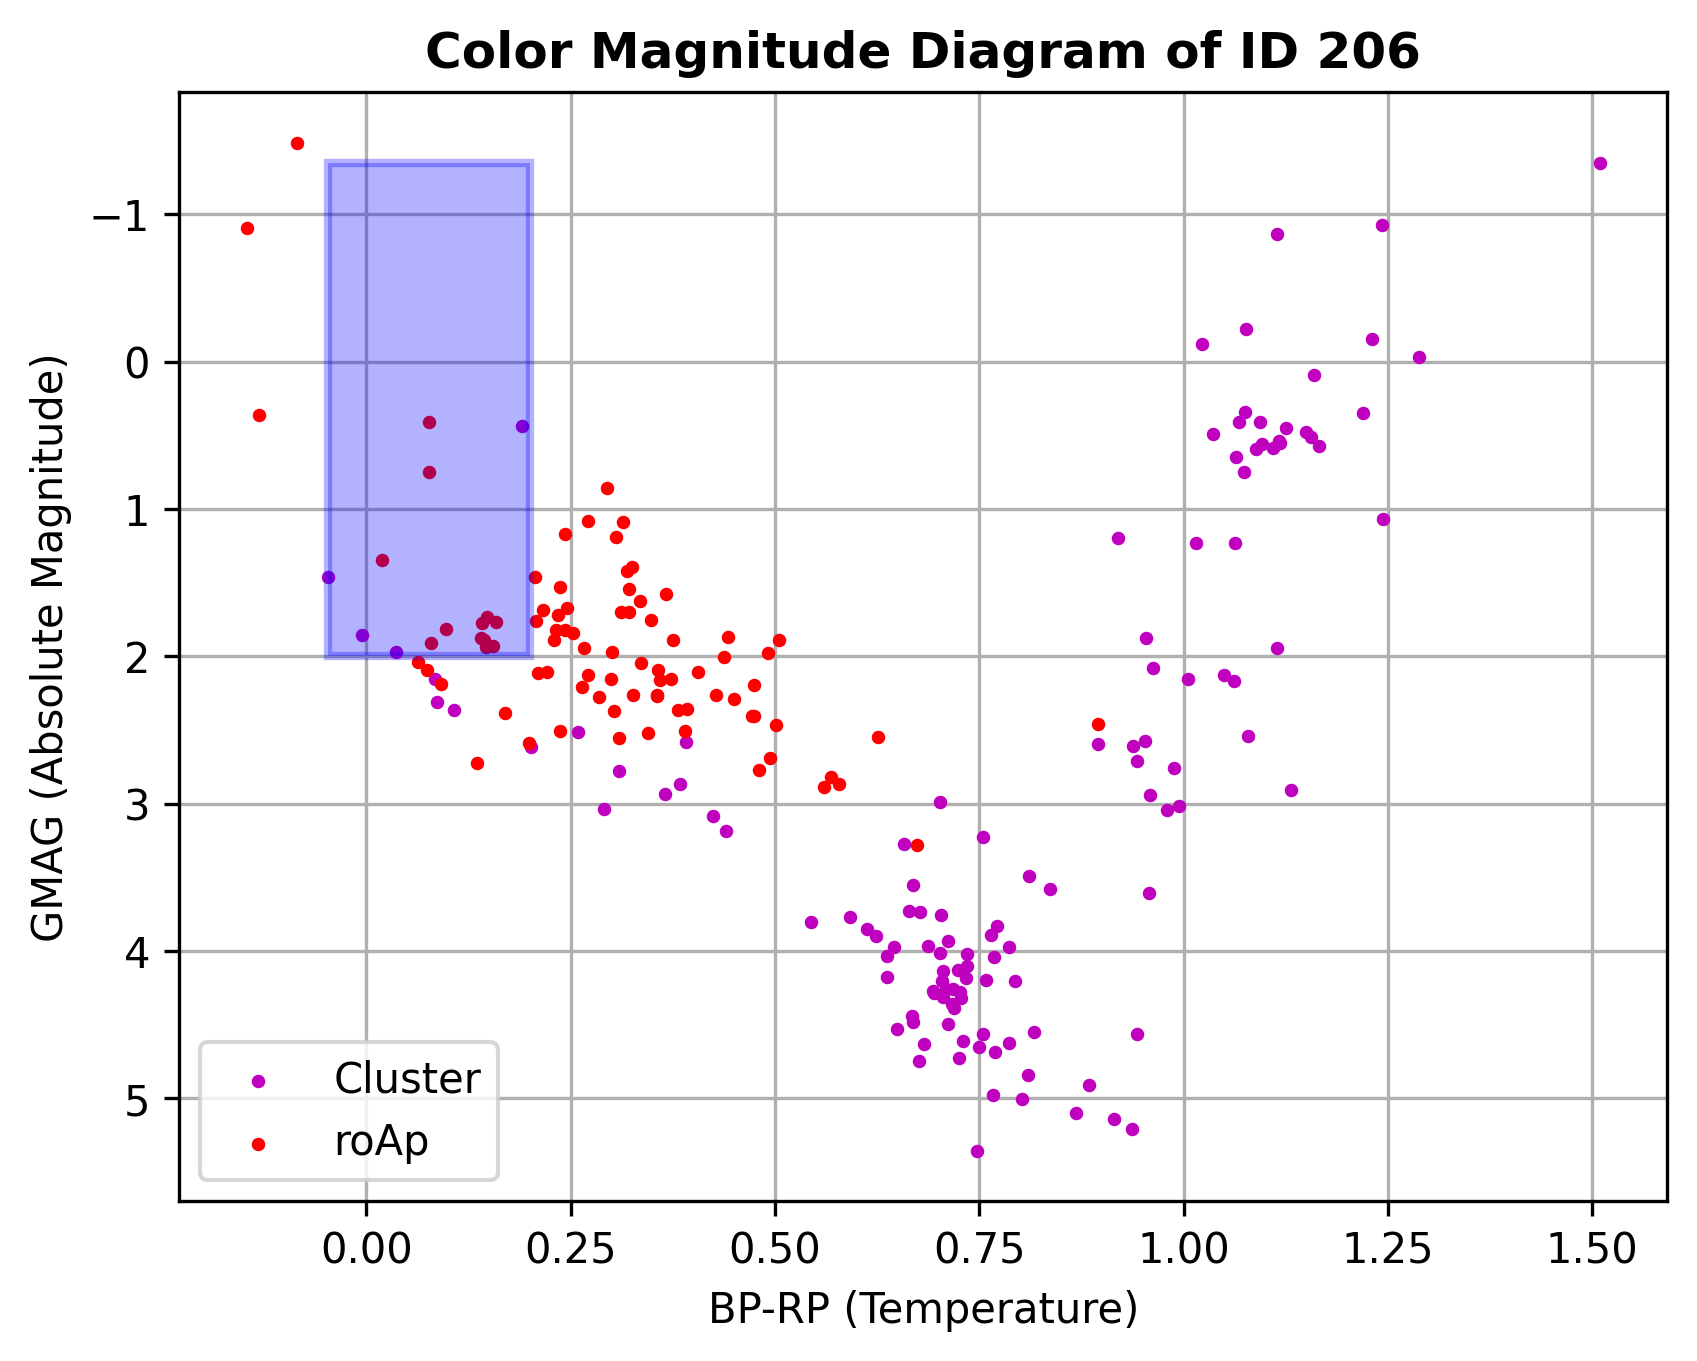 Color Magnitude Diagram of ID 206
GMAG (Absolute Magnitude)
−1
0
1
2
3
4
5
Cluster
roAp
0.00 0.25 0.50 0.75 1.00 1.25 1.50
BP-RP (Temperature)